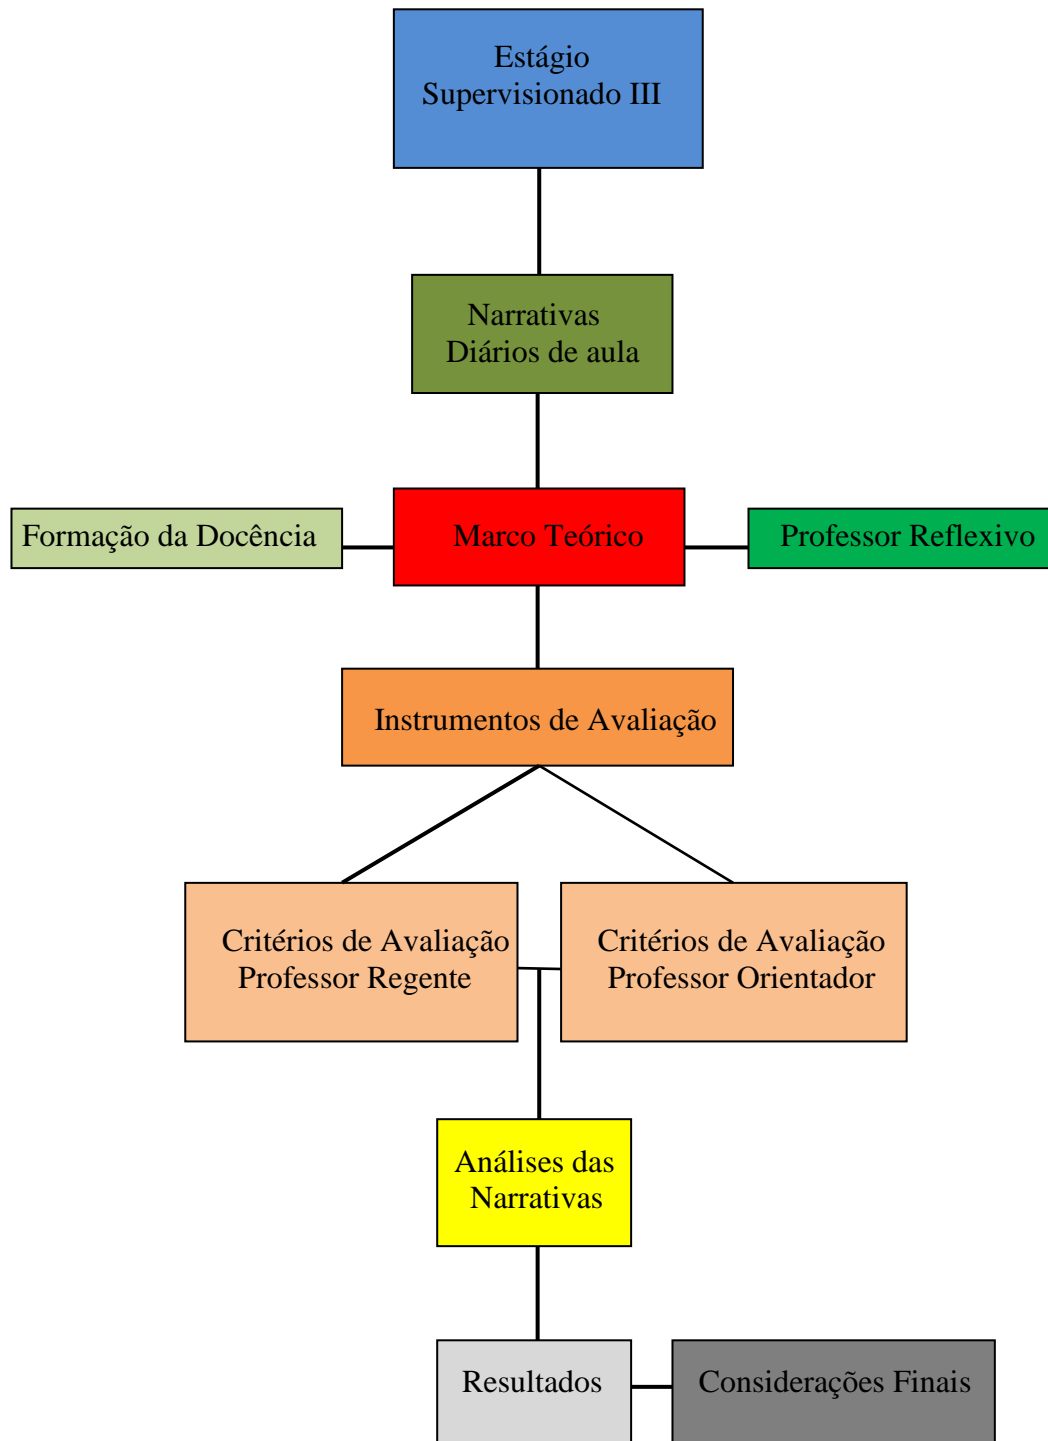 Estágio
Supervisionado III
Narrativas
Diários de aula
Formação da Docência
Marco Teórico
Professor Reflexivo
Instrumentos de Avaliação
Critérios de Avaliação
Professor Regente
Critérios de Avaliação
Professor Orientador
Análises das
Narrativas
Resultados
Considerações Finais